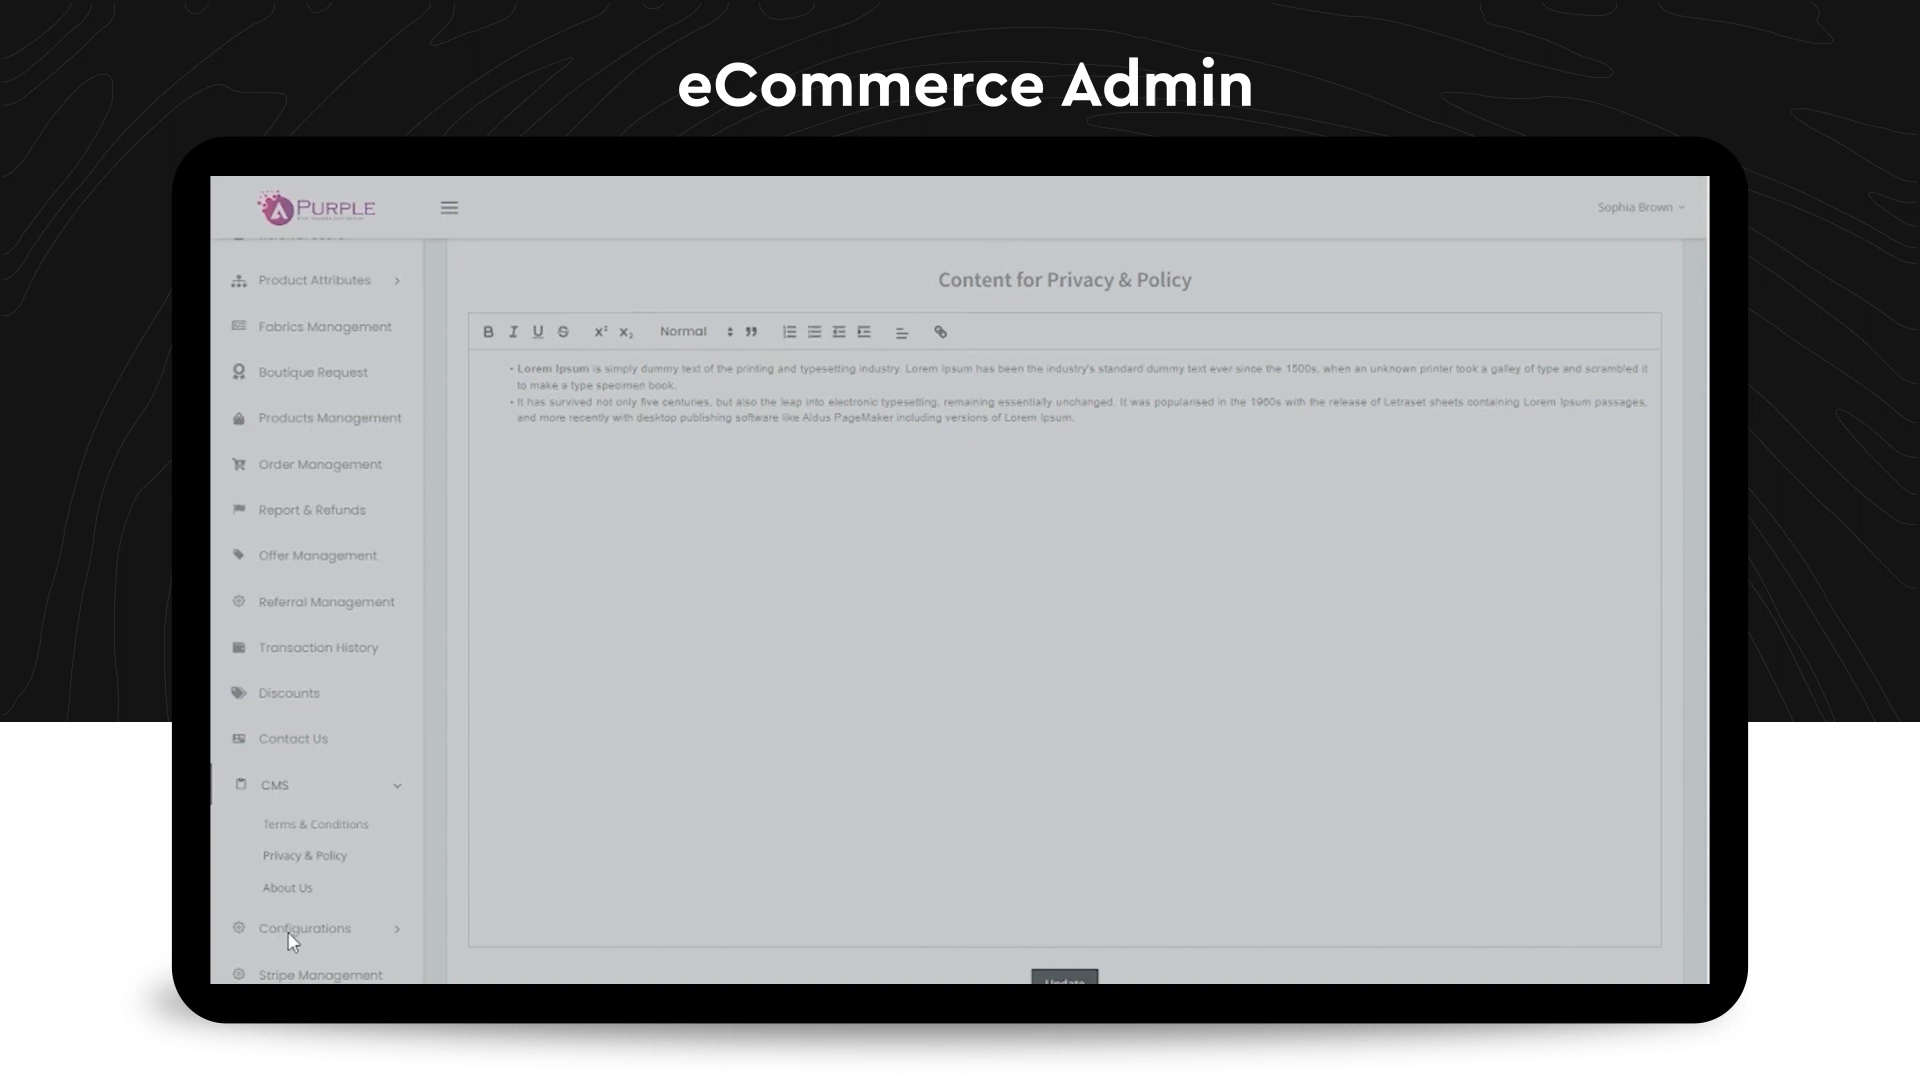 eCommerce Admin
PURPLE
Sophia Brown
Product Attributes
Fabrics Management
Boutique Request
Products Management
Order Management
Report & Refunds
Offer Management
Referral Management
Transaction History
Discounts
Contact Us
CMS
Terms & Conditions
Privacy & Policy
About Us
Configurations
Stripe Management
Content for Privacy & Policy
B I U S X² X₂ Normal
• Lorem Ipsum is simply dummy text of the printing and typesetting industry. Lorem Ipsum has been the industry's standard dummy text ever since the 1500s, when an unknown printer took a galley of type and scrambled it
to make a type specimen book.
• It has survived not only five centuries, but also the leap into electronic typesetting, remaining essentially unchanged. It was popularised in the 1960s with the release of Letraset sheets containing Lorem Ipsum passages,
and more recently with desktop publishing software like Aldus PageMaker including versions of Lorem Ipsum.
Update